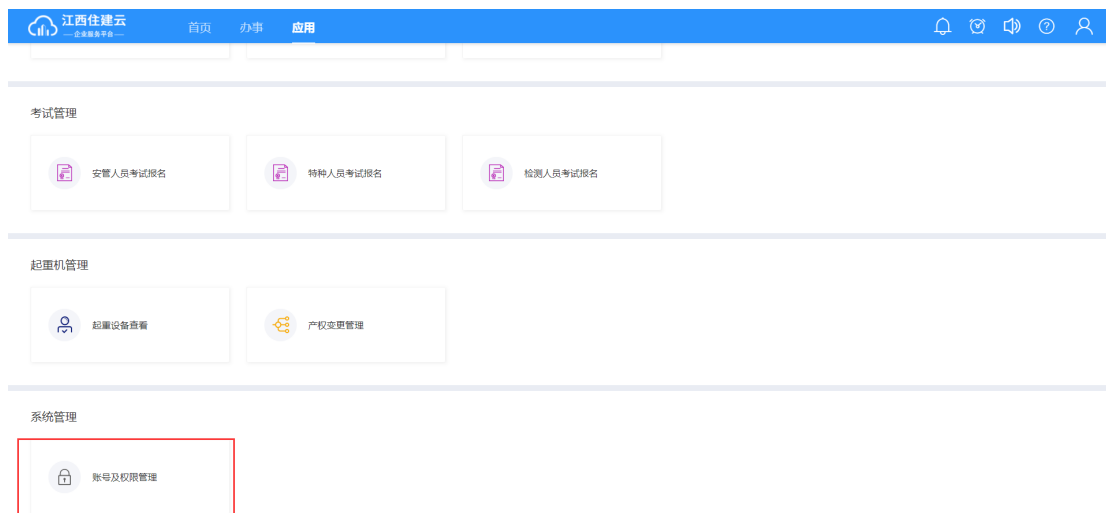 江西住建云
企业服务平台
首页 办事 应用
考试管理
安管人员考试报名 特种人员考试报名 检测人员考试报名
起重机管理
起重设备查看 产权变更管理
系统管理
账号及权限管理